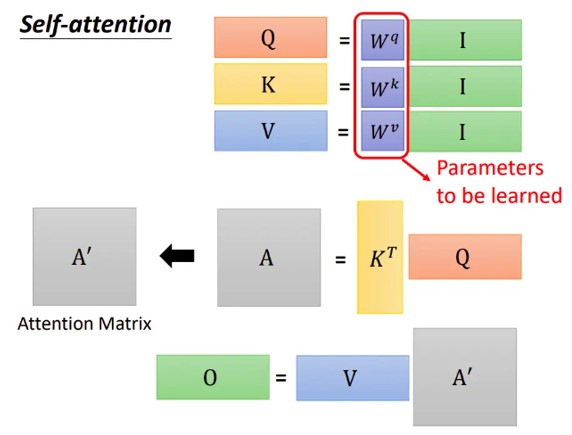 Self-attention
Q = W^q I
K = W^k I
V = W^v I
Parameters
to be learned
A′ A = K^T Q
Attention Matrix
O = V A′